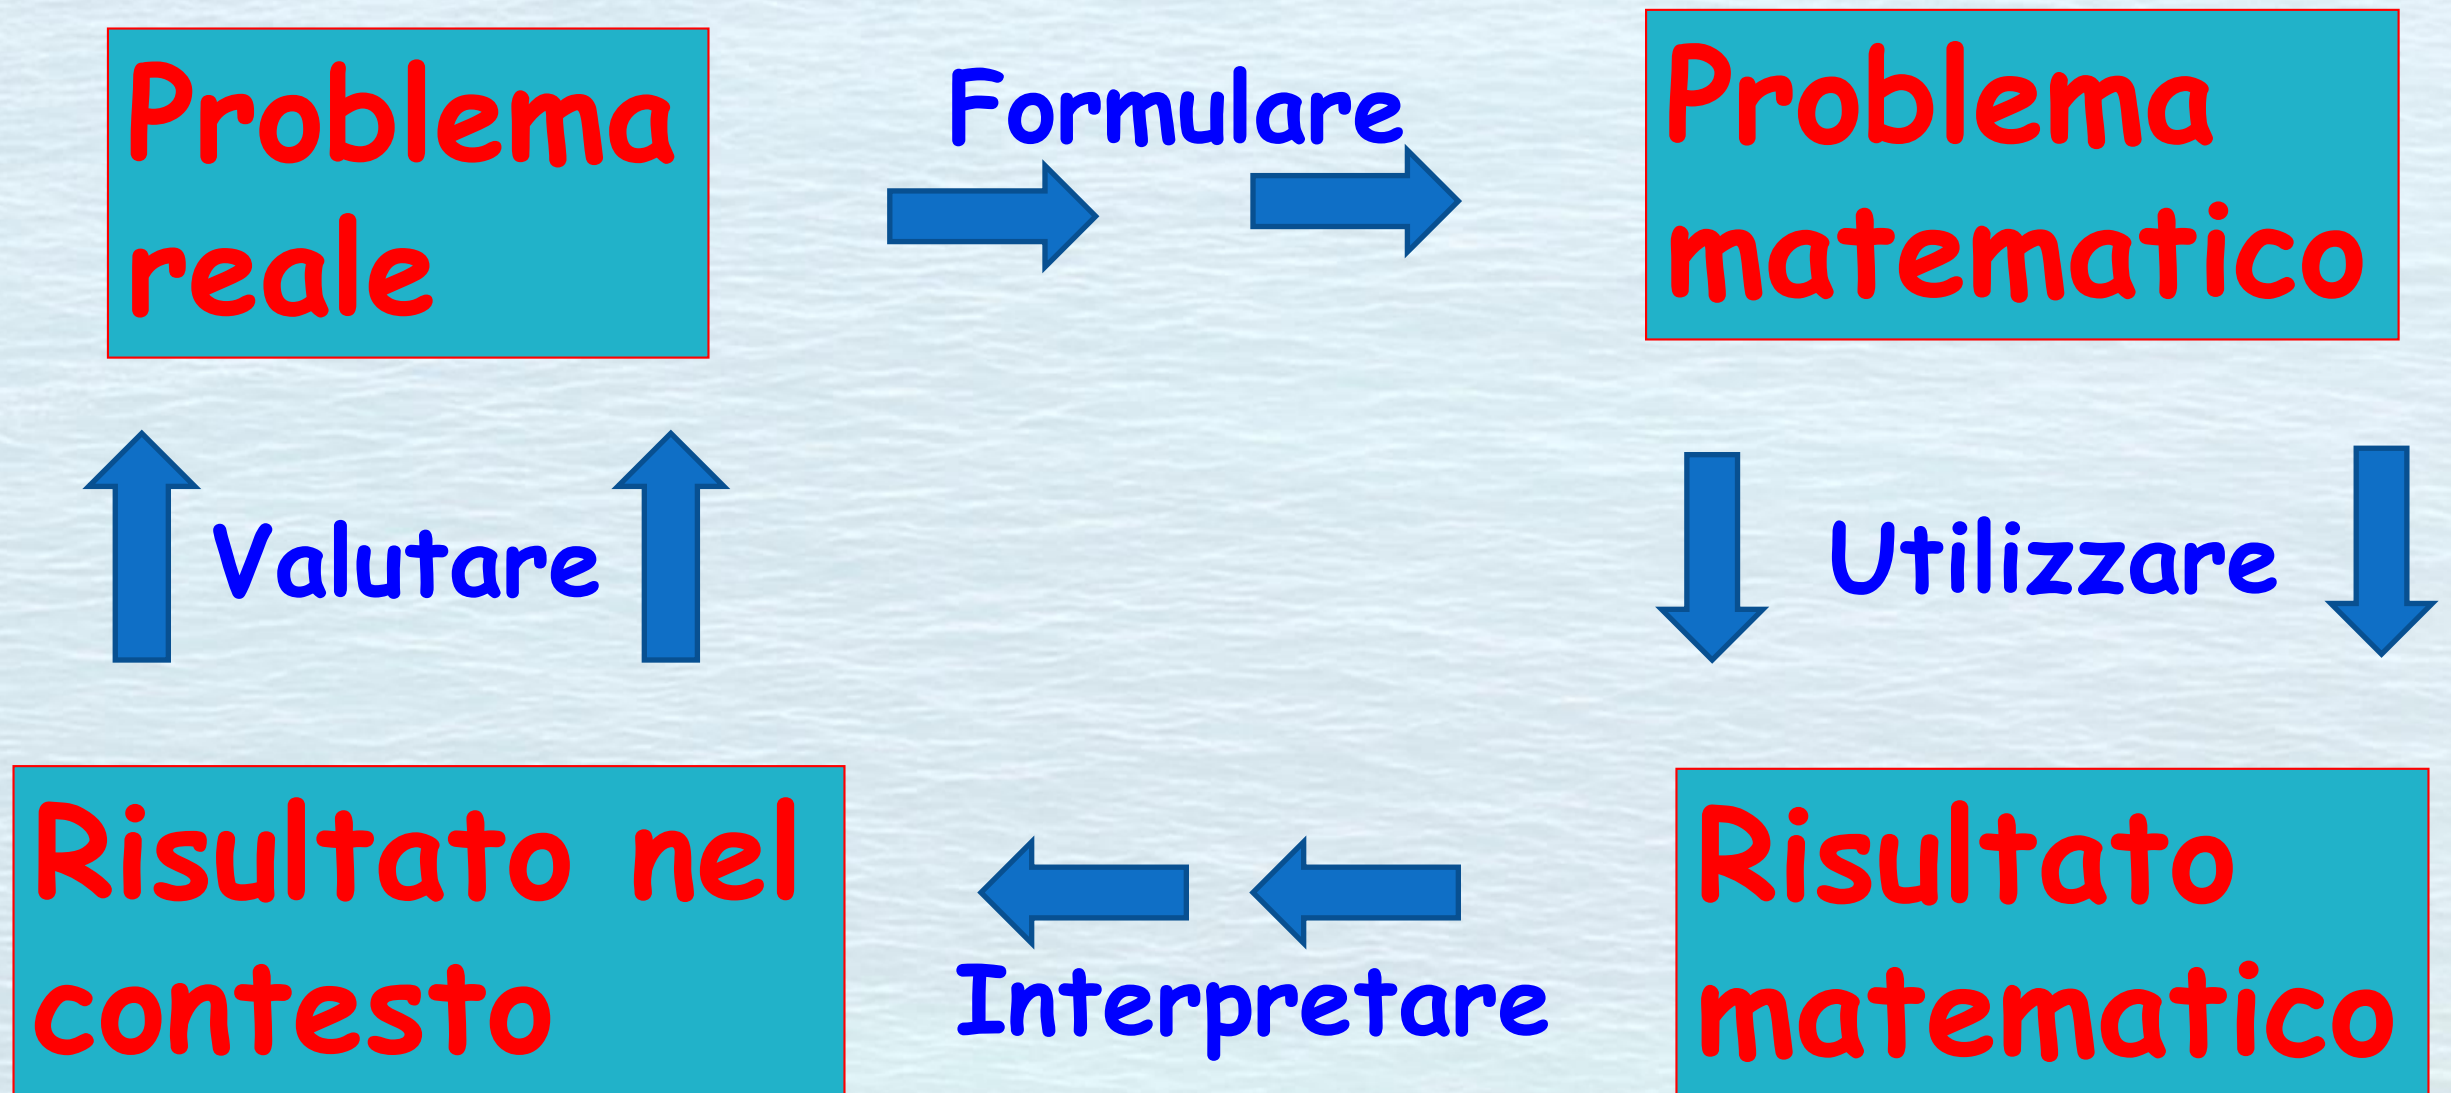 Problema
reale
Formulare
Problema
matematico
Valutare
Utilizzare
Risultato nel
contesto
Interpretare
Risultato
matematico